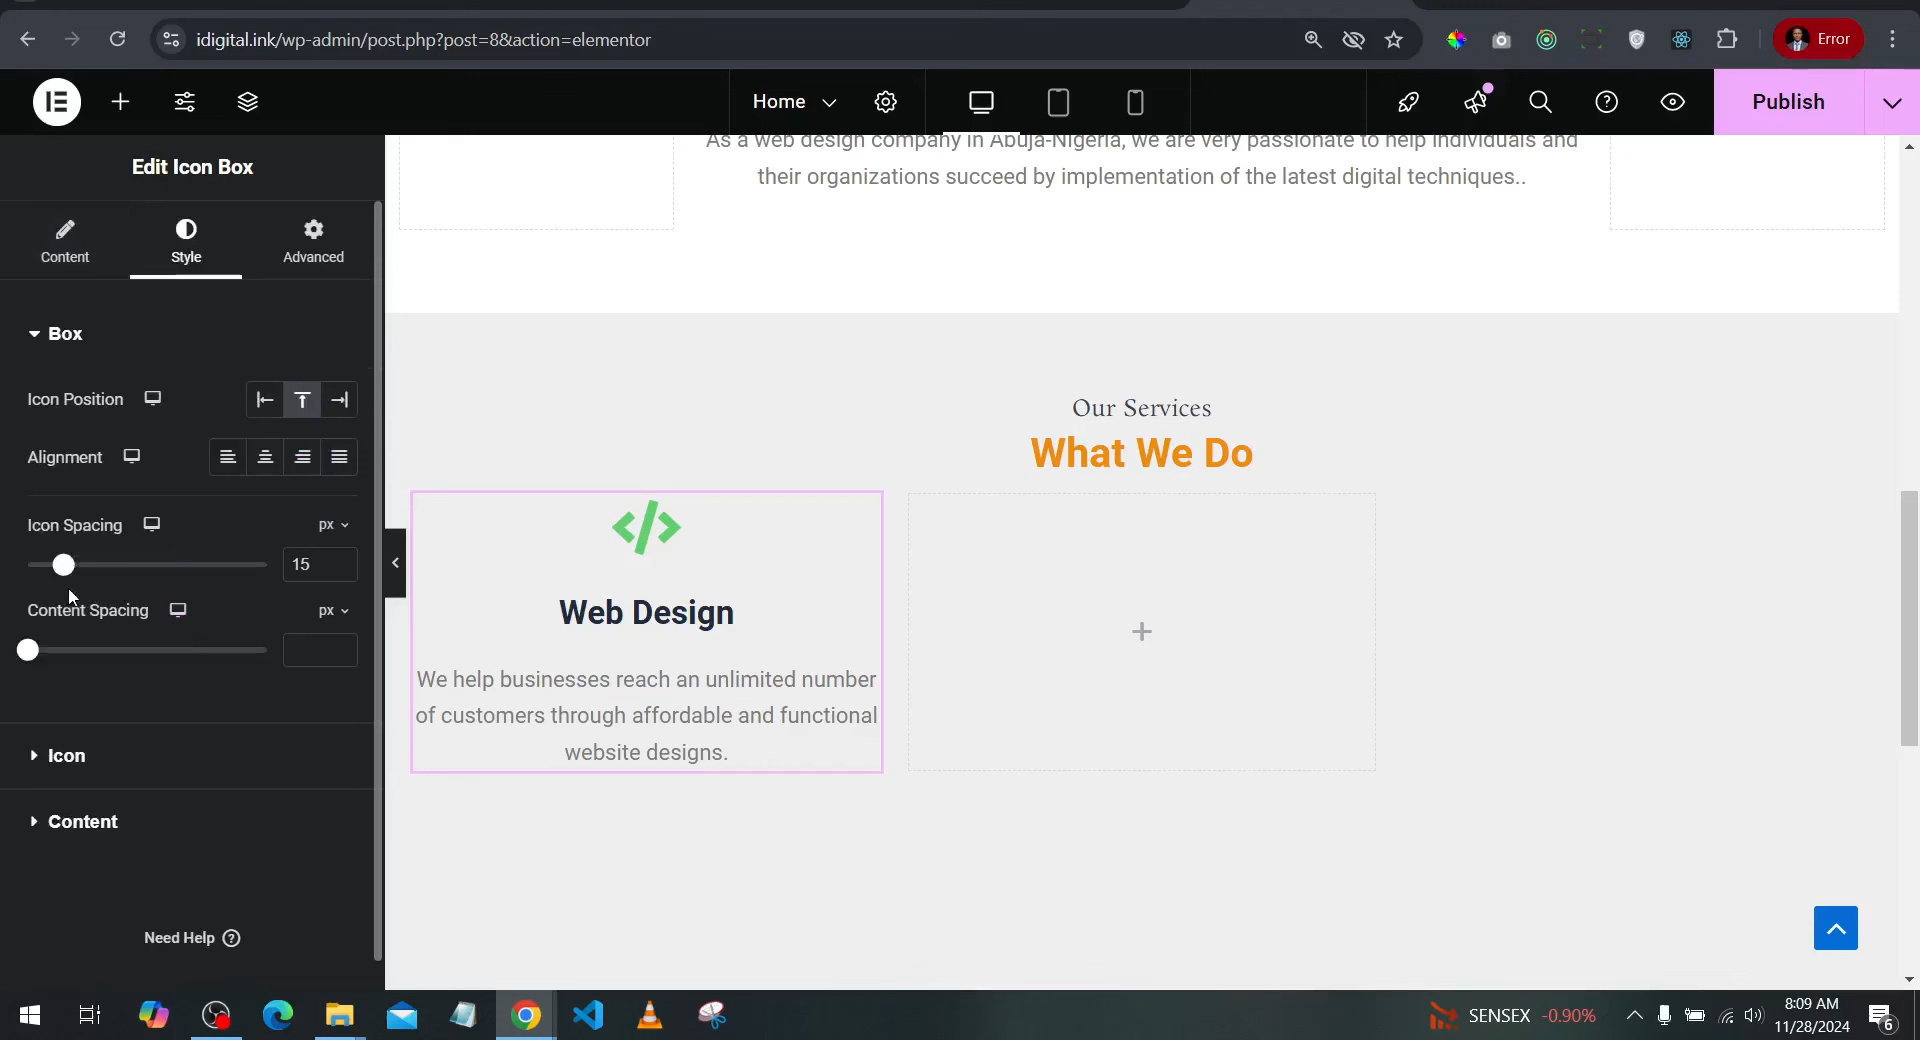 idigital.ink/wp-admin/post.php?post=8&action=elementor
Error
Home
Publish
Edit Icon Box
Content
Style
Advanced
Box
Icon Position
Alignment
Icon Spacing
px
15
Content Spacing
px
Icon
Content
Need Help
As a web design company in Abuja-Nigeria, we are very passionate to help individuals and
their organizations succeed by implementation of the latest digital techniques..
Our Services
What We Do
Web Design
We help businesses reach an unlimited number
of customers through affordable and functional
website designs.
SENSEX -0.90%
8:09 AM
11/28/2024
6